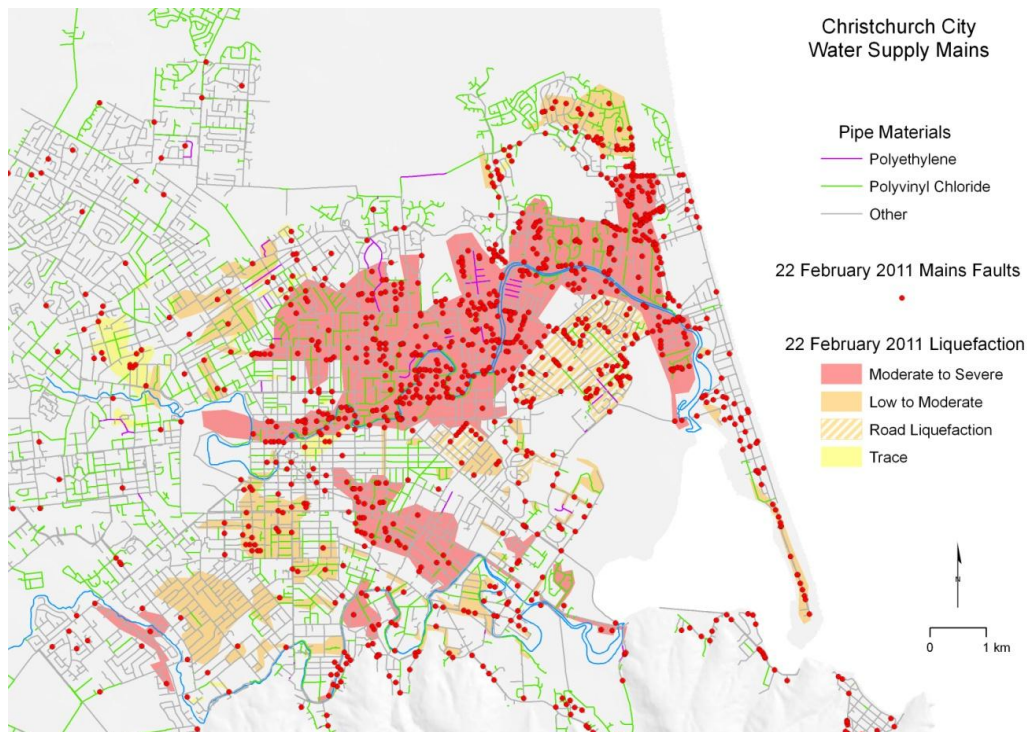 Christchurch City
Water Supply Mains
Pipe Materials
Polyethylene
Polyvinyl Chloride
Other
22 February 2011 Mains Faults
22 February 2011 Liquefaction
Moderate to Severe
Low to Moderate
Road Liquefaction
Trace
N
0 1 km